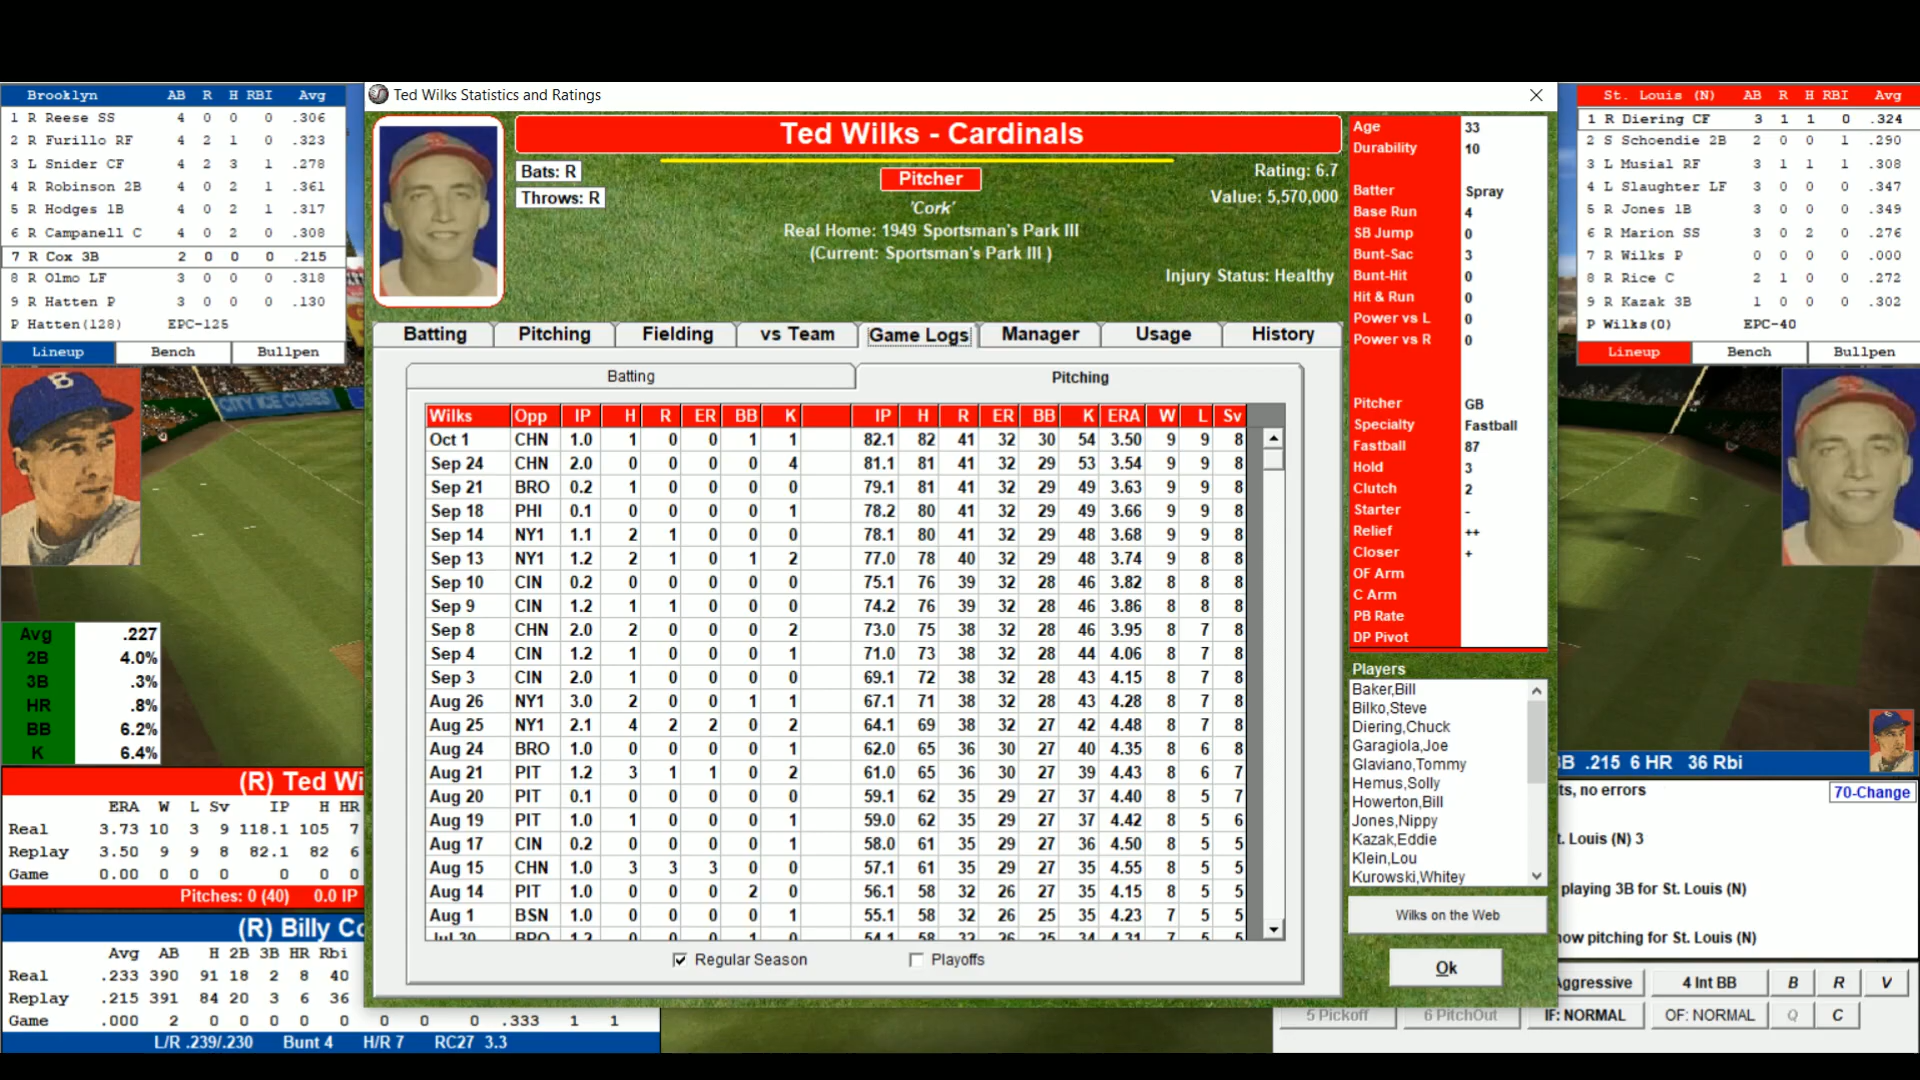 Brooklyn AB R H RBI Avg
1 R Reese SS 4 0 0 0 .306
2 R Furillo RF 4 2 1 0 .323
3 L Snider CF 4 2 3 1 .278
4 R Robinson 2B 4 0 2 1 .361
5 R Hodges 1B 4 0 2 1 .317
6 R Campanell C 4 0 2 0 .308
7 R Cox 3B 2 0 0 0 .215
8 R Olmo LF 3 0 0 0 .318
9 R Hatten P 3 0 0 0 .130
P Hatten(128) EPC-125
Lineup Bench Bullpen
CITY ICE CUBES
B
Avg .227
2B 4.0%
3B .3%
HR .8%
BB 6.2%
K 6.4%
(R) Ted Wi
ERA W L Sv IP H HR
Real 3.73 10 3 9 118.1 105 7
Replay 3.50 9 9 8 82.1 82 6
Game 0.00 0 0 0 0 0 0
Pitches: 0 (40) 0.0 IP
(R) Billy Co
Avg AB H 2B 3B HR Rbi
Real .233 390 91 18 2 8 40
Replay .215 391 84 20 3 6 36
Game .000 2 0 0 0 0 0 0 0 .333 1 1
L/R .239/.230 Bunt 4 H/R 7 RC27 3.3
Ted Wilks Statistics and Ratings
Ted Wilks - Cardinals
Bats: R
Throws: R
Pitcher
'Cork'
Real Home: 1949 Sportsman's Park III
(Current: Sportsman's Park III )
Rating: 6.7
Value: 5,570,000
Injury Status: Healthy
Batting Pitching Fielding vs Team Game Logs Manager Usage History
Batting Pitching
Wilks Opp IP H R ER BB K IP H R ER BB K ERA W L Sv
Oct 1 CHN 1.0 1 0 0 1 1 82.1 82 41 32 30 54 3.50 9 9 8
Sep 24 CHN 2.0 0 0 0 0 4 81.1 81 41 32 29 53 3.54 9 9 8
Sep 21 BRO 0.2 1 0 0 0 0 79.1 81 41 32 29 49 3.63 9 9 8
Sep 18 PHI 0.1 0 0 0 0 1 78.2 80 41 32 29 49 3.66 9 9 8
Sep 14 NY1 1.1 2 1 0 0 0 78.1 80 41 32 29 48 3.68 9 9 8
Sep 13 NY1 1.2 2 1 0 1 2 77.0 78 40 32 29 48 3.74 9 8 8
Sep 10 CIN 0.2 0 0 0 0 0 75.1 76 39 32 28 46 3.82 8 8 8
Sep 9 CIN 1.2 1 1 0 0 0 74.2 76 39 32 28 46 3.86 8 8 8
Sep 8 CHN 2.0 2 0 0 0 2 73.0 75 38 32 28 46 3.95 8 7 8
Sep 4 CIN 1.2 1 0 0 0 1 71.0 73 38 32 28 44 4.06 8 7 8
Sep 3 CIN 2.0 1 0 0 0 0 69.1 72 38 32 28 43 4.15 8 7 8
Aug 26 NY1 3.0 2 0 0 1 1 67.1 71 38 32 28 43 4.28 8 7 8
Aug 25 NY1 2.1 4 2 2 0 2 64.1 69 38 32 27 42 4.48 8 7 8
Aug 24 BRO 1.0 0 0 0 0 1 62.0 65 36 30 27 40 4.35 8 6 8
Aug 21 PIT 1.2 3 1 1 0 2 61.0 65 36 30 27 39 4.43 8 6 7
Aug 20 PIT 0.1 0 0 0 0 0 59.1 62 35 29 27 37 4.40 8 5 7
Aug 19 PIT 1.0 1 0 0 0 1 59.0 62 35 29 27 37 4.42 8 5 6
Aug 17 CIN 0.2 0 0 0 0 1 58.0 61 35 29 27 36 4.50 8 5 5
Aug 15 CHN 1.0 3 3 3 0 0 57.1 61 35 29 27 35 4.55 8 5 5
Aug 14 PIT 1.0 0 0 0 2 0 56.1 58 32 26 27 35 4.15 8 5 5
Aug 1 BSN 1.0 0 0 0 0 1 55.1 58 32 26 25 35 4.23 7 5 5
Jul 30 BRO 1.2 0 0 0 1 0 54.1 58 32 26 25 34 4.31 7 5 5
Regular Season Playoffs
Age 33
Durability 10
Batter Spray
Base Run 4
SB Jump 0
Bunt-Sac 3
Bunt-Hit 0
Hit & Run 0
Power vs L 0
Power vs R 0
Pitcher GB
Specialty Fastball
Fastball 87
Hold 3
Clutch 2
Starter -
Relief ++
Closer +
OF Arm
C Arm
PB Rate
DP Pivot
Players
Baker,Bill
Bilko,Steve
Diering,Chuck
Garagiola,Joe
Glaviano,Tommy
Hemus,Solly
Howerton,Bill
Jones,Nippy
Kazak,Eddie
Klein,Lou
Kurowski,Whitey
Wilks on the Web
Ok
St. Louis (N) AB R H RBI Avg
1 R Diering CF 3 1 1 0 .324
2 S Schoendie 2B 2 0 0 1 .290
3 L Musial RF 3 1 1 1 .308
4 L Slaughter LF 3 0 0 0 .347
5 R Jones 1B 3 0 0 0 .349
6 R Marion SS 3 0 2 0 .276
7 R Wilks P 0 0 0 0 .000
8 R Rice C 2 1 0 0 .272
9 R Kazak 3B 1 0 0 0 .302
P Wilks(0) EPC-40
Lineup Bench Bullpen
BB .215 6 HR 36 Rbi
ts, no errors
70-Change
t. Louis (N) 3
playing 3B for St. Louis (N)
now pitching for St. Louis (N)
Aggressive 4 Int BB B R V
5 Pickoff 6 PitchOut IF: NORMAL OF: NORMAL Q C